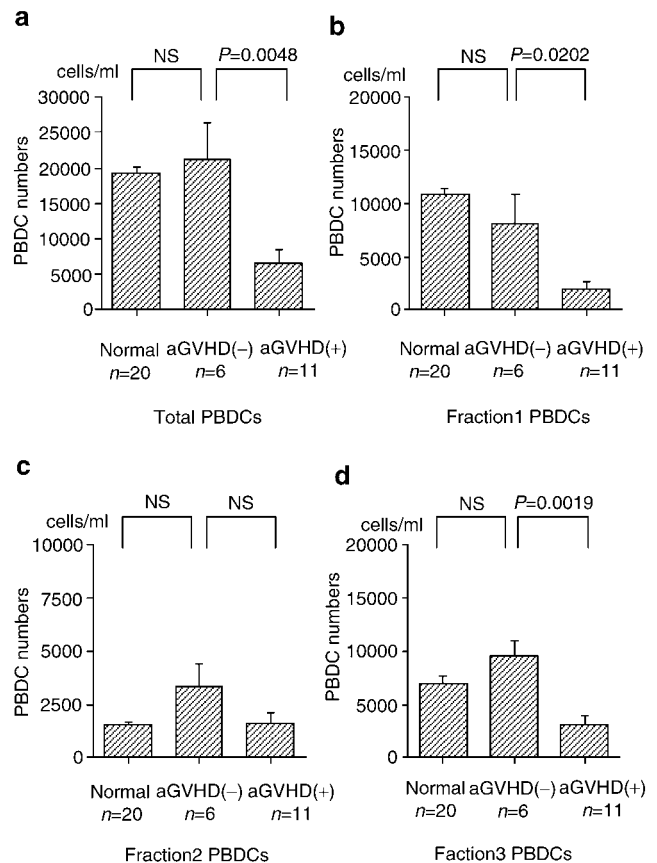 a
cells/ml
NS
P=0.0048
PBDC numbers
30000
25000
20000
15000
10000
5000
0
Normal aGVHD(−) aGVHD(+)
n=20 n=6 n=11
Total PBDCs
b
cells/ml
NS
P=0.0202
PBDC numbers
20000
15000
10000
5000
0
Normal aGVHD(−) aGVHD(+)
n=20 n=6 n=11
Fraction1 PBDCs
c
cells/ml
NS
NS
PBDC numbers
10000
7500
5000
2500
0
Normal aGVHD(−) aGVHD(+)
n=20 n=6 n=11
Fraction2 PBDCs
d
cells/ml
NS
P=0.0019
PBDC numbers
20000
15000
10000
5000
0
Normal aGVHD(−) aGVHD(+)
n=20 n=6 n=11
Faction3 PBDCs